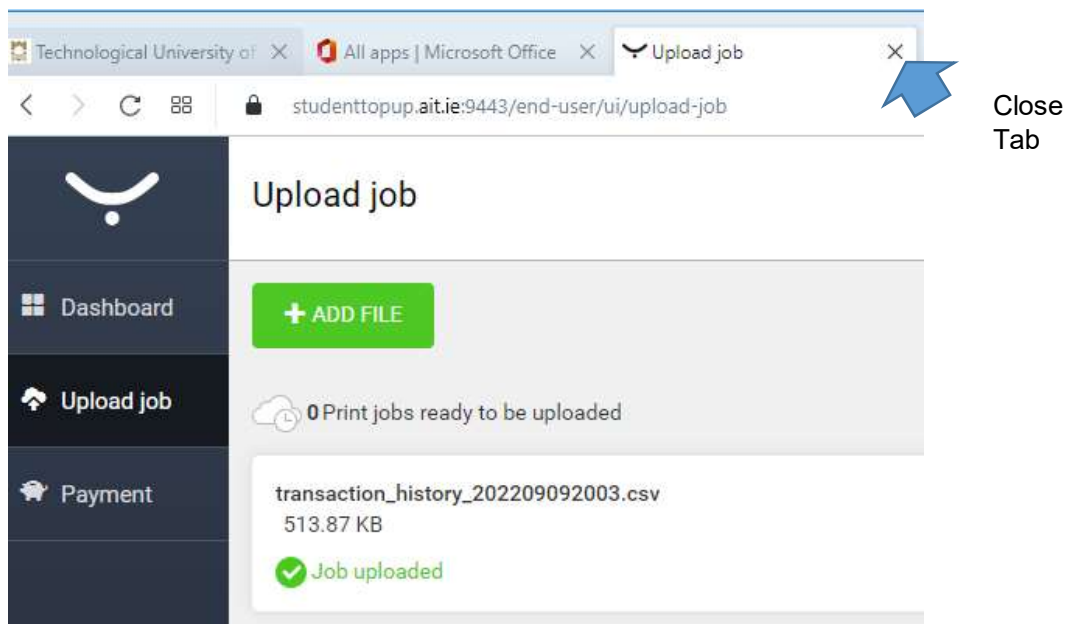 Technological University of
All apps | Microsoft Office
Upload job
studenttopup.ait.ie:9443/end-user/ui/upload-job
Close
Tab
Upload job
Dashboard
+ ADD FILE
Upload job
0 Print jobs ready to be uploaded
Payment
transaction_history_202209092003.csv
513.87 KB
Job uploaded